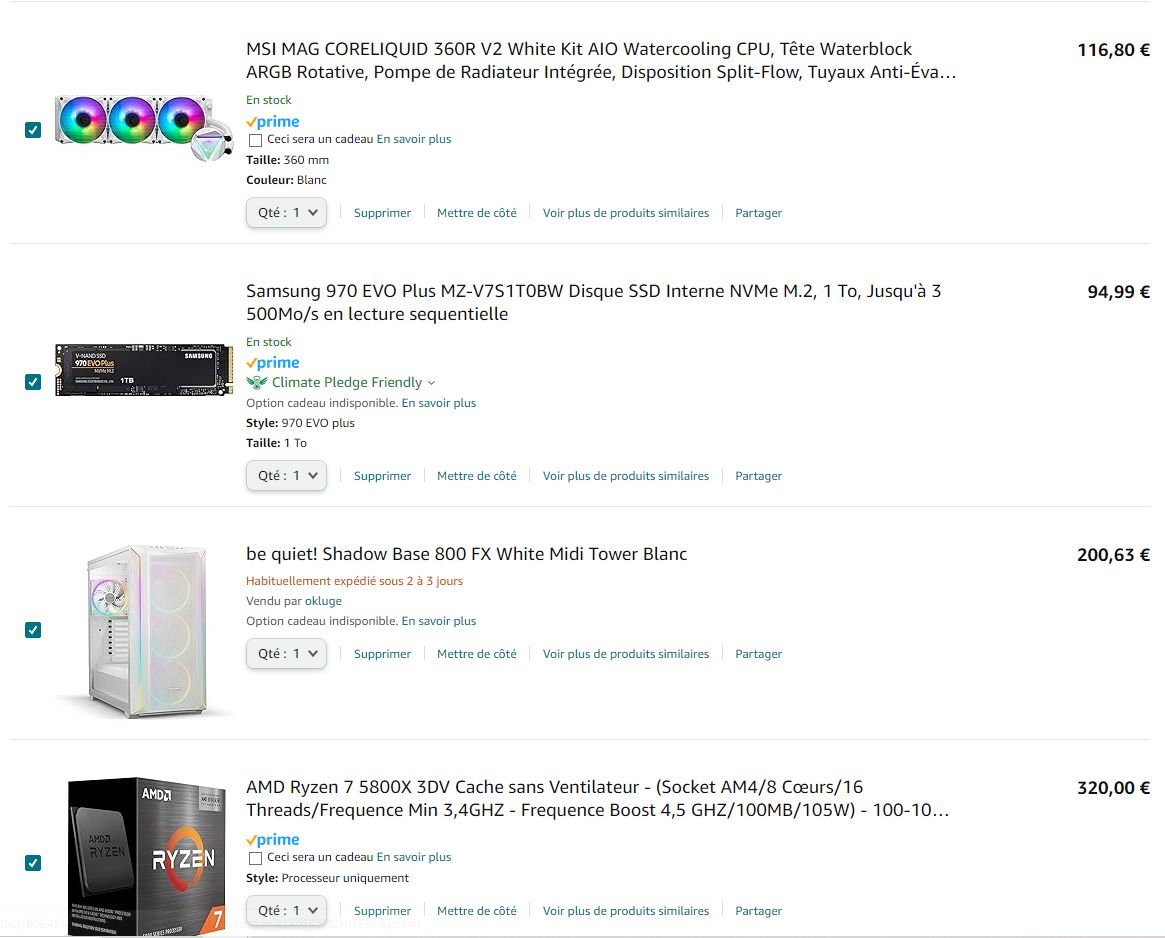 MSI MAG CORELIQUID 360R V2 White Kit AIO Watercooling CPU, Tête Waterblock
ARGB Rotative, Pompe de Radiateur Intégrée, Disposition Split-Flow, Tuyaux Anti-Éva…
116,80 €
En stock
prime
Ceci sera un cadeau En savoir plus
Taille: 360 mm
Couleur: Blanc
Qté : 1
Supprimer
Mettre de côté
Voir plus de produits similaires
Partager
Samsung 970 EVO Plus MZ-V7S1T0BW Disque SSD Interne NVMe M.2, 1 To, Jusqu'à 3
500Mo/s en lecture sequentielle
94,99 €
En stock
prime
Climate Pledge Friendly
Option cadeau indisponible. En savoir plus
Style: 970 EVO plus
Taille: 1 To
Qté : 1
Supprimer
Mettre de côté
Voir plus de produits similaires
Partager
V-NAND SSD
970 EVO Plus
NVMe M.2
SAMSUNG
1TB
be quiet! Shadow Base 800 FX White Midi Tower Blanc
200,63 €
Habituellement expédié sous 2 à 3 jours
Vendu par okluge
Option cadeau indisponible. En savoir plus
Qté : 1
Supprimer
Mettre de côté
Voir plus de produits similaires
Partager
AMD Ryzen 7 5800X 3DV Cache sans Ventilateur - (Socket AM4/8 Cœurs/16
Threads/Frequence Min 3,4GHZ - Frequence Boost 4,5 GHZ/100MB/105W) - 100-10…
320,00 €
prime
Ceci sera un cadeau En savoir plus
Style: Processeur uniquement
Qté : 1
Supprimer
Mettre de côté
Voir plus de produits similaires
Partager
AMD
AMD
RYZEN
RYZEN
7